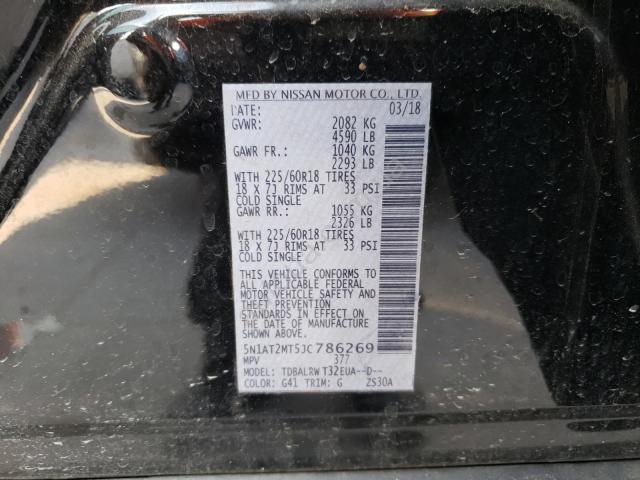 MFD BY NISSAN MOTOR CO., LTD.
DATE: 03/18
GVWR: 2082 KG
4590 LB
GAWR FR.: 1040 KG
2293 LB
WITH 225/60R18 TIRES
18 X 7J RIMS AT 33 PSI
COLD SINGLE
GAWR RR.: 1055 KG
2326 LB
WITH 225/60R18 TIRES
18 X 7J RIMS AT 33 PSI
COLD SINGLE
THIS VEHICLE CONFORMS TO
ALL APPLICABLE FEDERAL
MOTOR VEHICLE SAFETY AND
THEFT PREVENTION
STANDARDS IN EFFECT ON
THE DATE OF MANUFACTURE
SHOWN ABOVE.
5N1AT2MT5JC786269
MPV 377
MODEL: TDBALRW T32EUA--D--
COLOR: G41 TRIM: G ZS30A